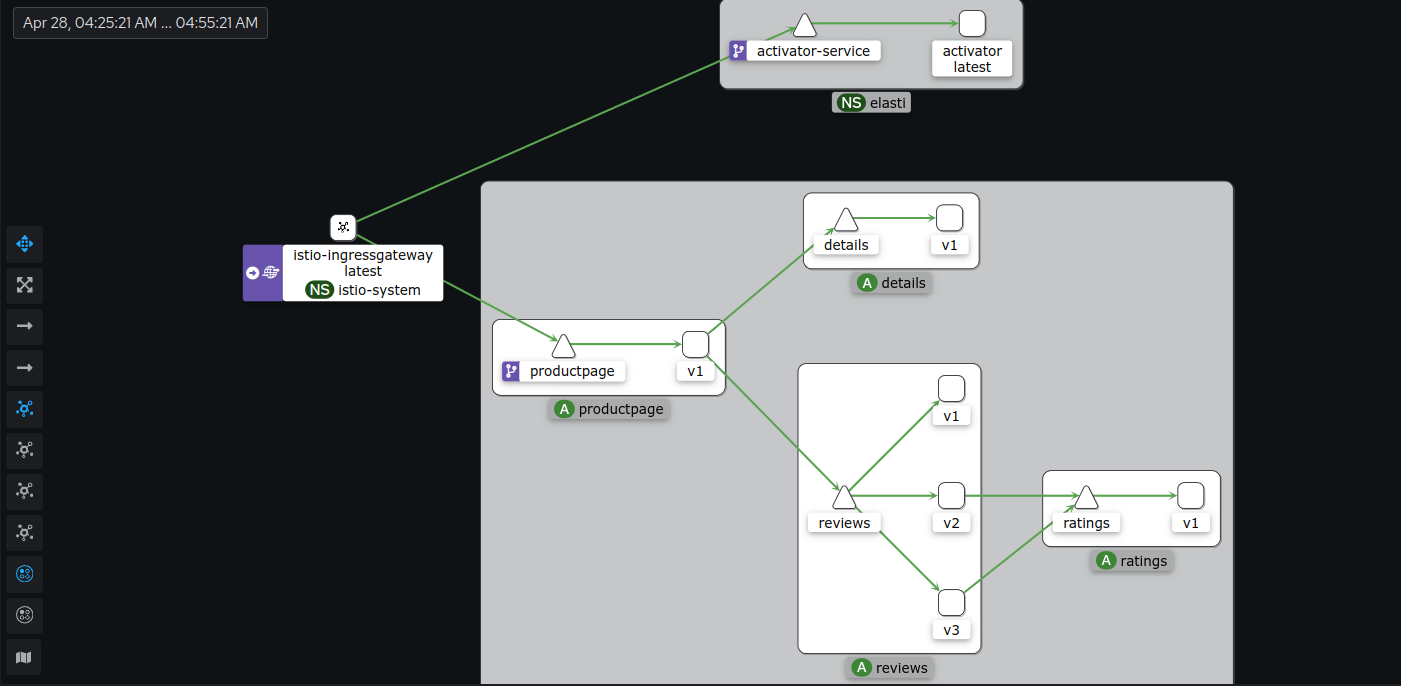 Apr 28, 04:25:21 AM ... 04:55:21 AM
activator-service
activator
latest
NS elasti
istio-ingressgateway
latest
NS istio-system
details
v1
A details
productpage
v1
A productpage
v1
reviews
v2
v3
A reviews
ratings
v1
A ratings